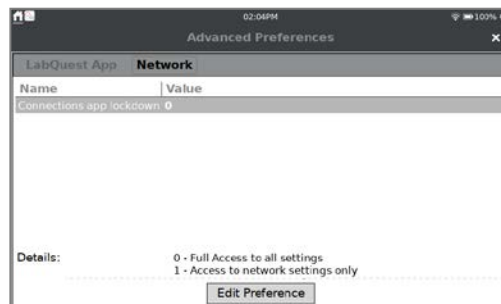 02:04PM
100%
Advanced Preferences
LabQuest App Network
Name Value
Connections app lockdown 0
Details: 0 - Full Access to all settings
1 - Access to network settings only
Edit Preference